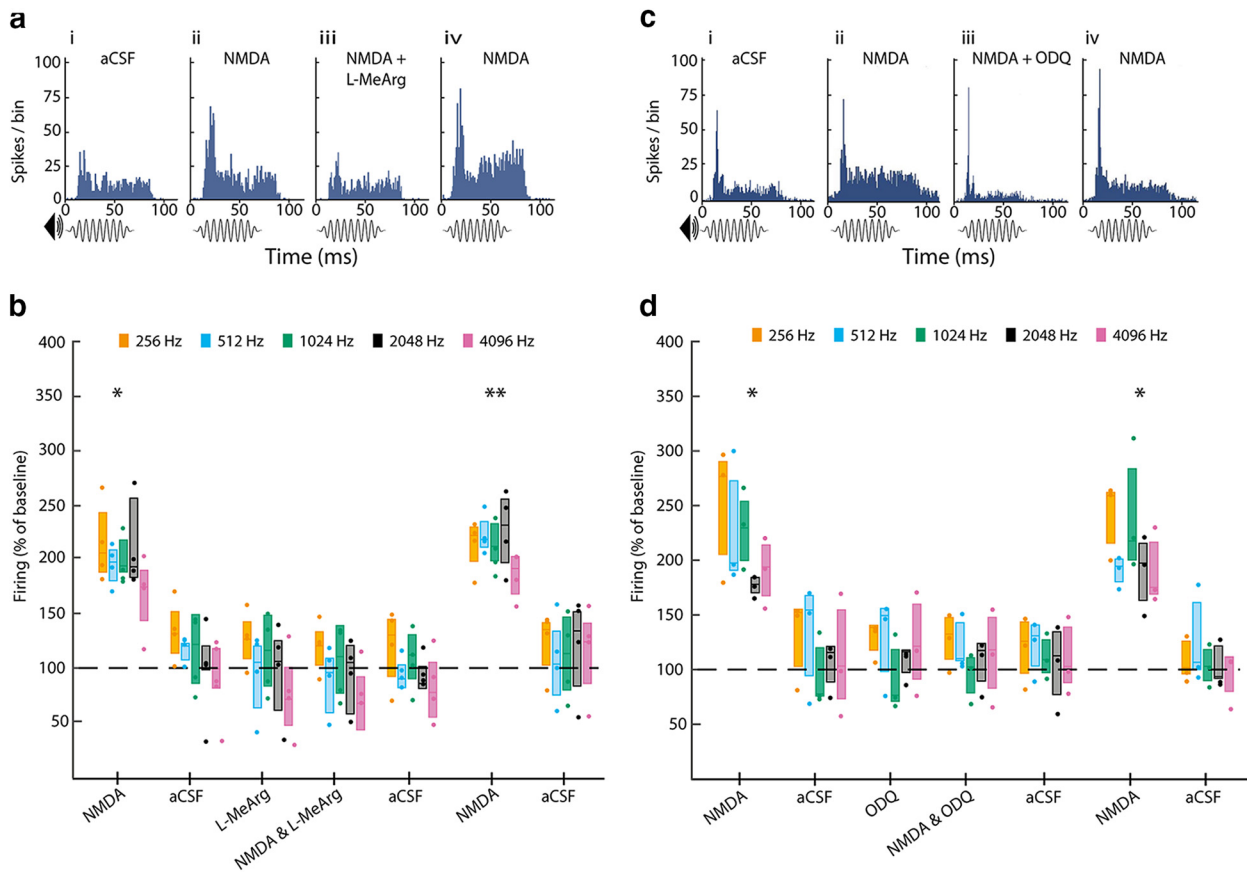 a
i
aCSF
ii
NMDA
iii
NMDA +
L-MeArg
iv
NMDA
Spikes / bin
100
75
50
25
0
0 50 100
0 50 100
0 50 100
0 50 100
Time (ms)
c
i
aCSF
ii
NMDA
iii
NMDA + ODQ
iv
NMDA
Spikes / bin
100
75
50
25
0
0 50 100
0 50 100
0 50 100
0 50 100
Time (ms)
b
256 Hz 512 Hz 1024 Hz 2048 Hz 4096 Hz
Firing (% of baseline)
400
350
300
250
200
150
100
50
* **
NMDA
aCSF
L-MeArg
NMDA & L-MeArg
aCSF
NMDA
aCSF
d
256 Hz 512 Hz 1024 Hz 2048 Hz 4096 Hz
Firing (% of baseline)
400
350
300
250
200
150
100
50
* *
NMDA
aCSF
ODQ
NMDA & ODQ
aCSF
NMDA
aCSF